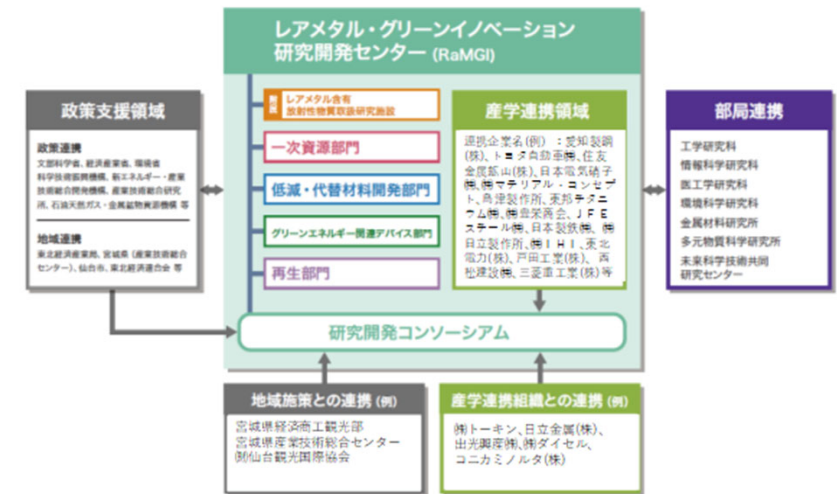 レアメタル・グリーンイノベーション
研究開発センター (RaMGI)
政策支援領域
政策連携
文部科学省、経済産業省、環境省
科学技術振興機構、新エネルギー・産業
技術総合開発機構、産業技術総合研究
所、石油天然ガス・金属鉱物資源機構 等
地域連携
東北経済産業局、宮城県 (産業技術総合
センター)、仙台市、東北経済連合会 等
レアメタル含有
放射性物質取扱研究施設
一次資源部門
低減・代替材料開発部門
グリーンエネルギー関連デバイス部門
再生部門
産学連携領域
連携企業名(例) :愛知製鋼
(株)、トヨタ自動車㈱、住友
金属鉱山(株)、日本電気硝子
㈱、㈱マテリアル・コンセプ
ト、島津製作所、東邦チタニ
ウム㈱、㈱豊栄商会、JFE
スチール㈱、日本製鉄㈱、㈱
日立製作所、㈱IHI、東北
電力(株)、戸田工業(株)、西
松建設㈱、三菱重工業(株)等
部局連携
工学研究科
情報科学研究科
医工学研究科
環境科学研究科
金属材料研究所
多元物質科学研究所
未来科学技術共同
研究センター
研究開発コンソーシアム
地域施策との連携 (例)
宮城県経済商工観光部
宮城県産業技術総合センター
㈶仙台観光国際協会
産学連携組織との連携 (例)
㈱トーキン、日立金属(株)、
出光興産㈱、㈱ダイセル、
コニカミノルタ(株)